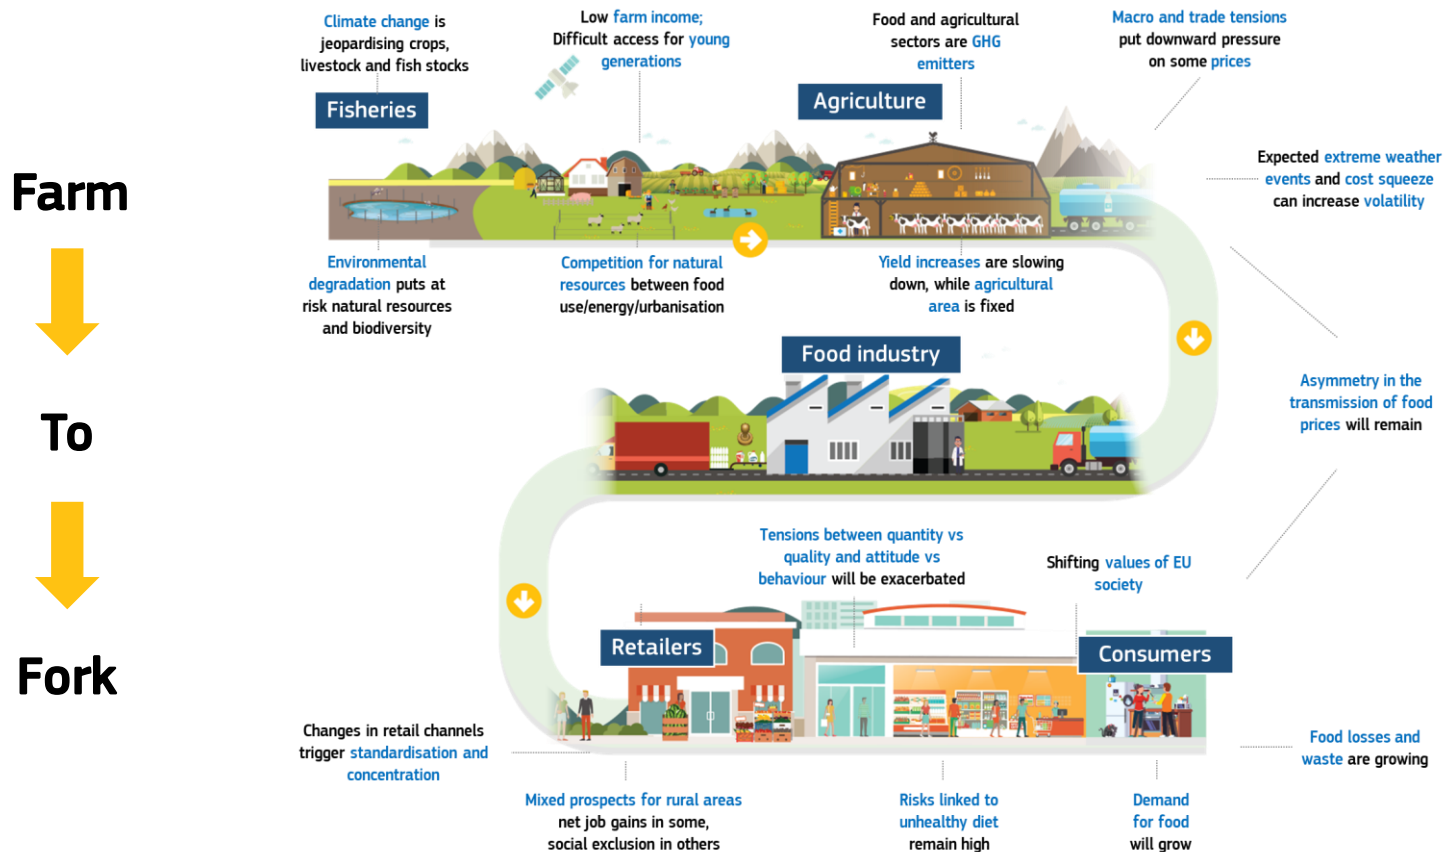 Climate change is
jeopardising crops,
livestock and fish stocks
Low farm income;
Difficult access for young
generations
Food and agricultural
sectors are GHG
emitters
Macro and trade tensions
put downward pressure
on some prices
Fisheries
Agriculture
Expected extreme weather
events and cost squeeze
can increase volatility
Farm
Environmental
degradation puts at
risk natural resources
and biodiversity
Competition for natural
resources between food
use/energy/urbanisation
Yield increases are slowing
down, while agricultural
area is fixed
Food industry
To
Asymmetry in the
transmission of food
prices will remain
Tensions between quantity vs
quality and attitude vs
behaviour will be exacerbated
Shifting values of EU
society
Retailers
Consumers
Fork
Changes in retail channels
trigger standardisation and
concentration
Food losses and
waste are growing
Mixed prospects for rural areas
net job gains in some,
social exclusion in others
Risks linked to
unhealthy diet
remain high
Demand
for food
will grow